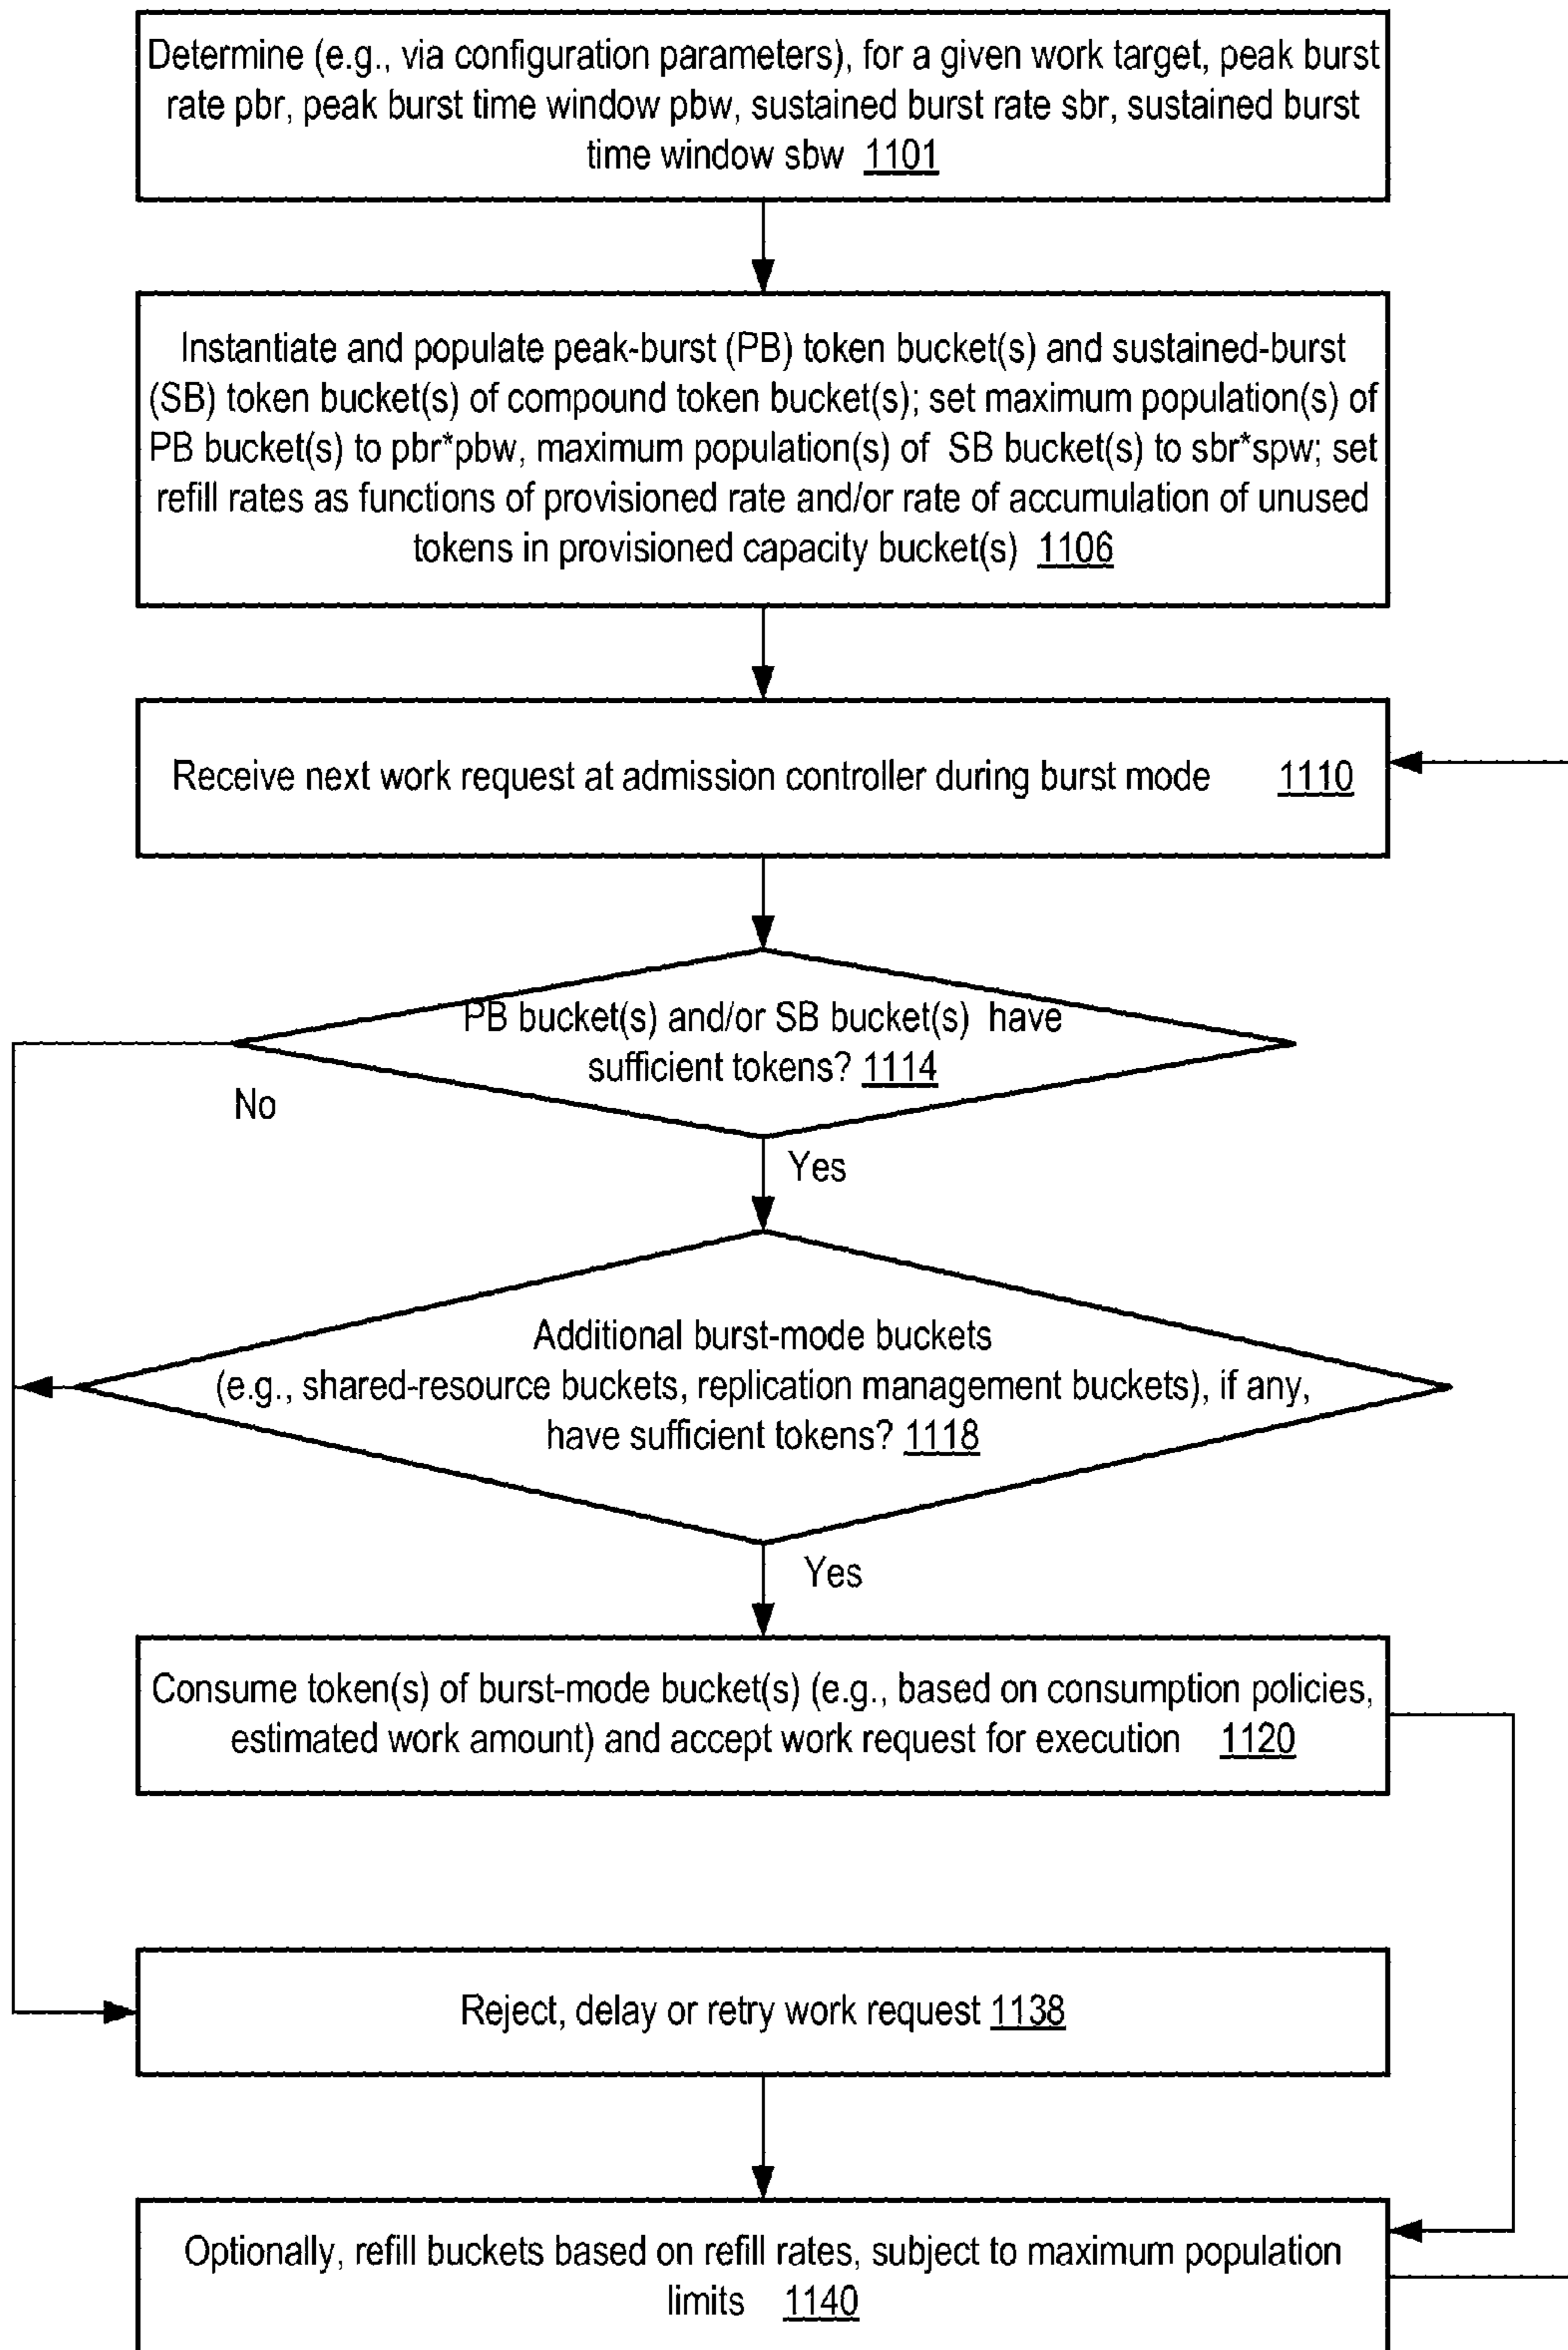 Determine (e.g., via configuration parameters), for a given work target, peak burst
rate pbr, peak burst time window pbw, sustained burst rate sbr, sustained burst
time window sbw 1101
Instantiate and populate peak-burst (PB) token bucket(s) and sustained-burst
(SB) token bucket(s) of compound token bucket(s); set maximum population(s) of
PB bucket(s) to pbr*pbw, maximum population(s) of SB bucket(s) to sbr*spw; set
refill rates as functions of provisioned rate and/or rate of accumulation of unused
tokens in provisioned capacity bucket(s) 1106
Receive next work request at admission controller during burst mode 1110
PB bucket(s) and/or SB bucket(s) have
sufficient tokens? 1114
No
Yes
Additional burst-mode buckets
(e.g., shared-resource buckets, replication management buckets), if any,
have sufficient tokens? 1118
Yes
Consume token(s) of burst-mode bucket(s) (e.g., based on consumption policies,
estimated work amount) and accept work request for execution 1120
Reject, delay or retry work request 1138
Optionally, refill buckets based on refill rates, subject to maximum population
limits 1140